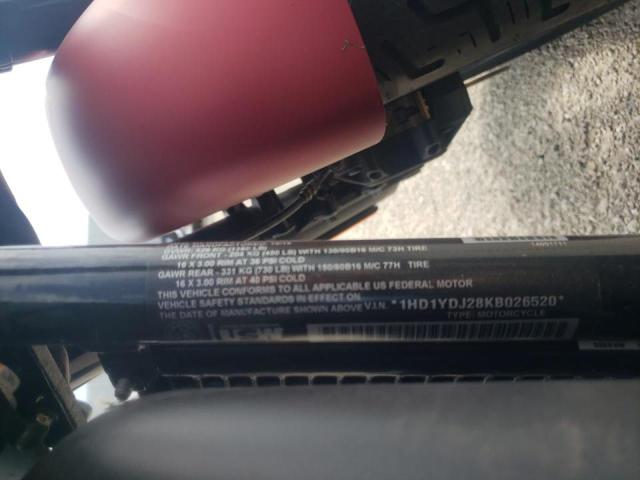 GAWR FRONT - 204 KG (450 LB) WITH 130/90B16 M/C 73H TIRE
16 X 3.00 RIM AT 36 PSI COLD
GAWR REAR - 331 KG (730 LB) WITH 150/80B16 M/C 77H TIRE
16 X 3.00 RIM AT 40 PSI COLD
THIS VEHICLE CONFORMS TO ALL APPLICABLE US FEDERAL MOTOR
VEHICLE SAFETY STANDARDS IN EFFECT ON
THE DATE OF MANUFACTURE SHOWN ABOVE V.I.N. *1HD1YDJ28KB026520*
TYPE: MOTORCYCLE